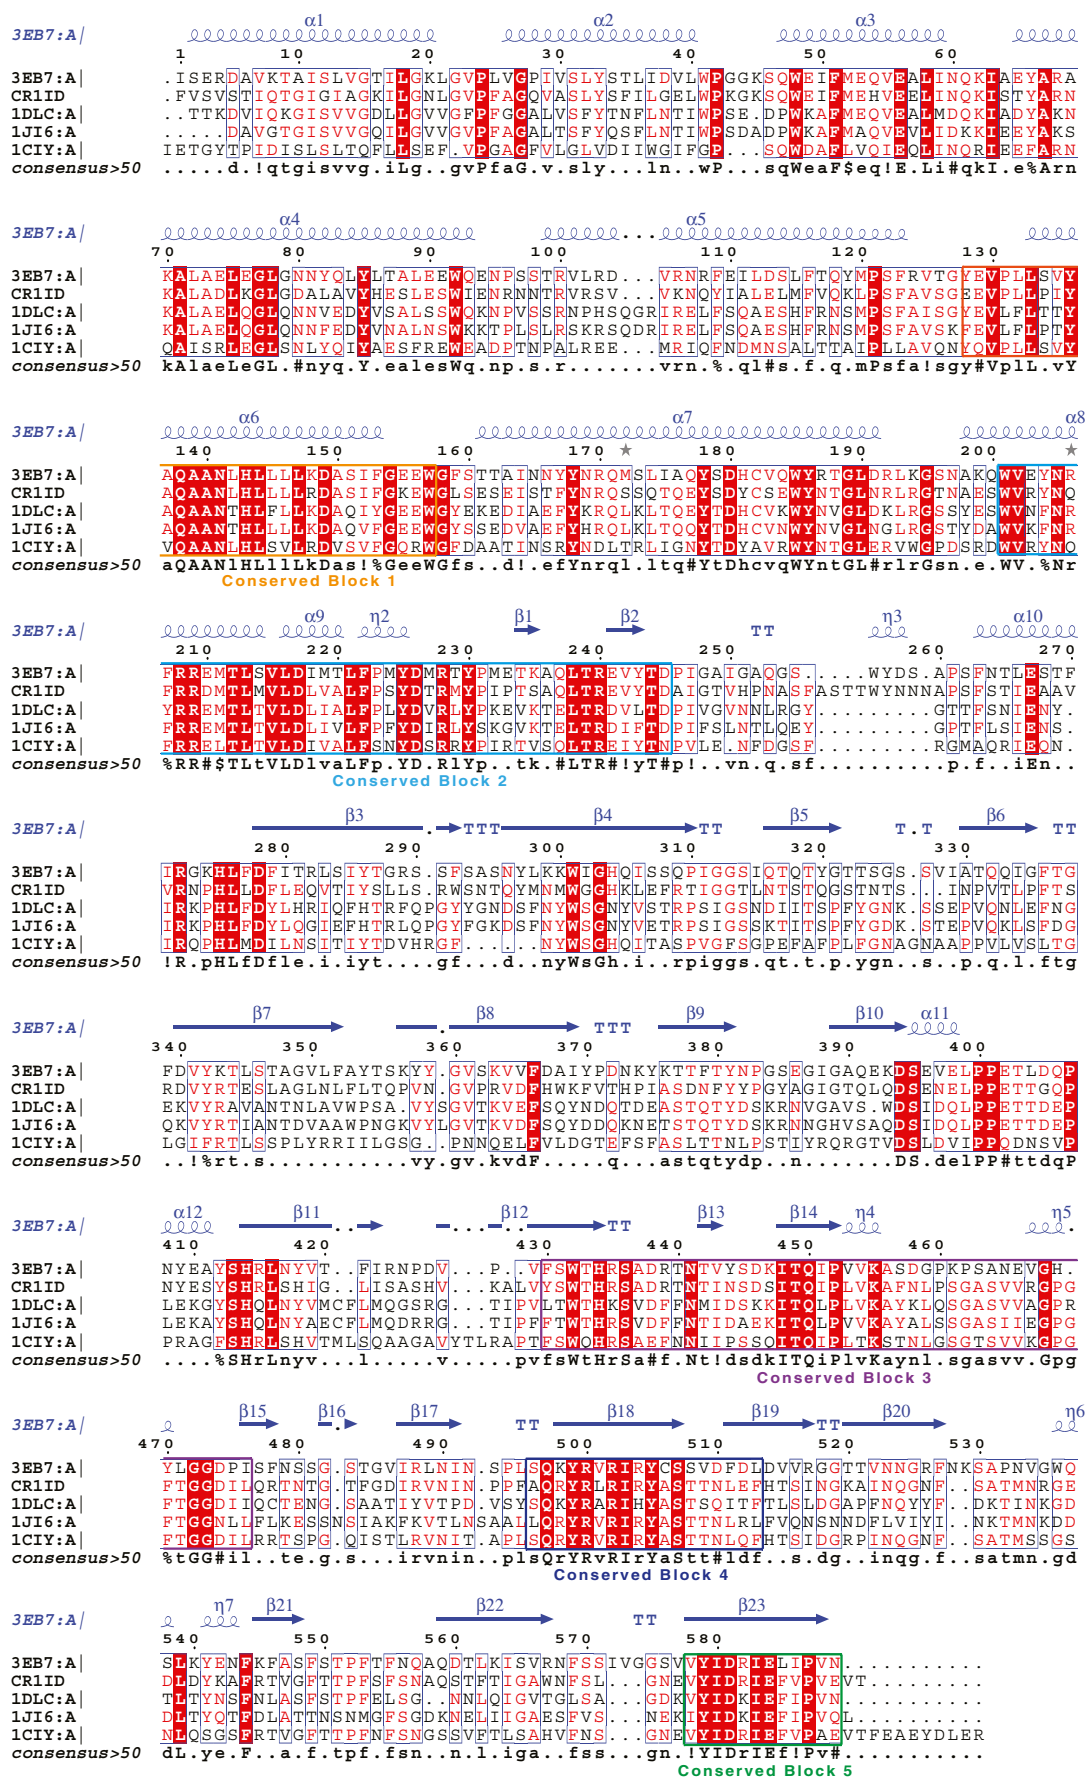 α1 α2 α3
3EB7:A|
1 10 20 30 40 50 60
3EB7:A| .ISERDAVKTAISLVGTILGKLGVPLVGPIVSLYSTLIDVLWPGGKSQWEIFMEQVEALINQKIAEYARA
CR1ID .FVSVSTIQTGIGIAGKILGNLGVPFAGQVASLYSFILGELWPKGKSQWEIFMEHVEELINQKISTYARN
1DLC:A| ..TTKDVIQKGISVVGDLLGVVGFPFGGALVSFYTNFLNTIWPSE.DPWKAFMEQVEALMDQKIADYAKN
1JI6:A| .....DAVGTGISVVGQILGVVGVPFAGALTSFYQSFLNTIWPSDADPWKAFMAQVEVLIDKKIEEYAKS
1CIY:A| IETGYTPIDISLSLTQFLLSEF.VPGAGFVLGLVDIIWGIFGP...SQWDAFLVQIEQLINQRIEEFARN
consensus>50 .....d.!qtgisvvg.iLg..gvPfaG.v.sly...ln..wP...sqWeaF$eq!E.Li#qkI.e%Arn
α4 α5
3EB7:A| ...
70 80 90 100 110 120 130
3EB7:A| KALAELEGLGNNYQLYLTALEEWQENPSSTRVLRD...VRNRFEILDSLFTQYMPSFRVTGYEVPLLSVY
CR1ID KALADLKGLGDALAVYHESLESWIENRNNTRVRSV...VKNQYIALELMFVQKLPSFAVSGEEVPLLPIY
1DLC:A| KALAELQGLQNNVEDYVSALSSWQKNPVSSRNPHSQGRIRELFSQAESHFRNSMPSFAISGYEVLFLTTY
1JI6:A| KALAELQGLQNNFEDYVNALNSWKKTPLSLRSKRSQDRIRELFSQAESHFRNSMPSFAVSKFEVLFLPTY
1CIY:A| QAISRLEGLSNLYQIYAESFREWEADPTNPALREE...MRIQFNDMNSALTTAIPLLAVQNYQVPLLSVY
consensus>50 kAlaeLeGL.#nyq.Y.ealesWq.np.s.r.......vrn.%.ql#s.f.q.mPsfa!sgy#VplL.vY
α6 α7 α8
3EB7:A|
140 150 160 170 ★ 180 190 200 ★
3EB7:A| AQAANLHLLLLKDASIFGEEWGFSTTAINNYYNRQMSLIAQYSDHCVQWYRTGLDRLKGSNAKQWVEYNR
CR1ID AQAANLHLLLLRDASIFGKEWGLSESEISTFYNRQSSQTQEYSDYCSEWYNTGLNRLRGTNAESWVRYNQ
1DLC:A| AQAANTHLFLLKDAQIYGEEWGYEKEDIAEFYKRQLKLTQEYTDHCVKWYNVGLDKLRGSSYESWVNFNR
1JI6:A| AQAANTHLLLLKDAQVFGEEWGYSSEDVAEFYHRQLKLTQQYTDHCVNWYNVGLNGLRGSTYDAWVKFNR
1CIY:A| VQAANLHLSVLRDVSVFGQRWGFDAATINSRYNDLTRLIGNYTDYAVRWYNTGLERVWGPDSRDWVRYNQ
consensus>50 aQAANlHLllLkDas!%GeeWGfs..d!.efYnrql.ltq#YtDhcvqWYntGL#rlrGsn.e.WV.%Nr
Conserved Block 1
α9 η2 β1 β2 η3 α10
3EB7:A| TT
210 220 230 240 250 260 270
3EB7:A| FRREMTLSVLDIMTLFPMYDMRTYPMETKAQLTREVYTDPIGAIGAQGS....WYDS.APSFNTLESTF
CR1ID FRRDMTLMVLDLVALFPSYDTRMYPIPTSAQLTREVYTDAIGTVHPNASFASTTWYNNNAPSFSTIEAAV
1DLC:A| YRREMTLTVLDLIALFPLYDVRLYPKEVKTELTRDVLTDPIVGVNNLRGY.........GTTFSNIENY.
1JI6:A| FRREMTLTVLDLIVLFPFYDIRLYSKGVKTELTRDIFTDPIFSLNTLQEY.........GPTFLSIENS.
1CIY:A| FRRELTLTVLDIVALFSNYDSRRYPIRTVSQLTREIYTNPVLE.NFDGSF.........RGMAQRIEQN.
consensus>50 %RR#$TLtVLDlvaLFp.YD.RlYp..tk.#LTR#!yT#p!..vn.q.sf..........p.f..iEn..
Conserved Block 2
β3 β4 β5 β6
3EB7:A| . TTT TT T.T TT
280 290 300 310 320 330
3EB7:A| IRGKHLFDFITRLSIYTGRS.SFSASNYLKKWIGHQISSQPIGGSIQTQTYGTTSGS.SVIATQQIGFTG
CR1ID VRNPHLLDFLEQVTIYSLLS.RWSNTQYMNMWGGHKLEFRTIGGTLNTSTQGSTNTS..INPVTLPFTS
1DLC:A| IRKPHLFDYLHRIQFHTRFQPGYYGNDSFNYWSGNYVSTRPSIGSNDIITSPFYGNK.SSEPVQNLEFNG
1JI6:A| IRKPHLFDYLQGIEFHTRLQPGYFGKDSFNYWSGNYVETRPSIGSSKTITSPFYGDK.STEPVQKLSFDG
1CIY:A| IRQPHLMDILNSITIYTDVHRGF.....NYWSGHQITASPVGFSGPEFAFPLFGNAGNAAPPVLVSLTG
consensus>50 !R.pHLfDfle.i.iyt....gf...d..nyWsGh.i..rpiggs.qt.t.p.ygn..s..p.q.l.ftg
β7 β8 β9 β10 α11
3EB7:A| . TTT
340 350 360 370 380 390 400
3EB7:A| FDVYKTLSTAGVLFAYTSKYY.GVSKVVFDAIYPDNKYKTTFTYNPGSEGIGAQEKDSEVELPPETLDQP
CR1ID RDVYRTESLAGLNLFLTQPVN.GVPRVDFHWKFVTHPIASDNFYYPGYAGIGTQLQDSENELPPETTGQP
1DLC:A| EKVYRAVANTNLAVWPSA.VYSGVTKVEFSQYNDQTDEASTQTYDSKRNVGAVS.WDSIDQLPPETTDEP
1JI6:A| QKVYRTIANTDVAAWPNGKVYLGVTKVDFSQYDDQKNETSTQTYDSKRNNGHVSAQDSIDQLPPETTDEP
1CIY:A| LGIFRTLSSPLYRRIILGSG..PNNQELFVLDGTEFSFASLTTNLPSTIYRQRGTVDSLDVIPPQDNSVP
consensus>50 ..!%rt.s..........vy.gv.kvdF.....q...astqtydp..n.......DS.delPP#ttdqP
α12 β11 β12 β13 β14 η4 η5
3EB7:A| .. .... .. TT .
410 420 430 440 450 460
3EB7:A| NYEAYSHRLNYVT...FIRNPDV...P..VFSWTHRSADRTNTVYSDKITQIPVVKASDGPKPSANEVGH.
CR1ID NYESYSHRLSHIG...LISASHV...KALVYSWTHRSADRTNTINSDSITQIPLVKAFNLPSGASVVRGPG
1DLC:A| LEKGYSHQLNYVMCFLMQGSRG...TIPVLTWTHKSVDFFNMIDSKKITQLPLVKAYKLQSGASVVAGPR
1JI6:A| LEKAYSHQLNYAECFLMQDRRG...TIPFFTWTHRSVDFFNTIDAEKITQLPVVKAYALSSGASIIEGPG
1CIY:A| PRAGFSHRLSHVTMLSQAAGAVYTLRAPTFSWQHRSAEFNNIIPSSQITQIPLTKSTNLGSGTSVVKGPG
consensus>50 ....%SHrLnyv...l.....v.....pvfsWtHrSa#f.Nt!dsdkITQiPlvKaynl.sgasvv.Gpg
Conserved Block 3
β15 β16 β17 β18 β19 β20 η6
3EB7:A| . TT TT
470 480 490 500 510 520 530
3EB7:A| YLGGDPISFNSSG.STGVIRLNIN.SPLSQKYRVRIRYCSSVDFDLDVVRGGTTVNNGRFNKSAPNVGWQ
CR1ID FTGGDILQRTNTG.TFGDIRVNIN.PPFAQRYRLRIRYASTTNLEFHTSINGKAINQGNF..SATMNRGE
1DLC:A| FTGGDIIQCTENG.SAATIYVTPD.VSYSQKYRARIHYASTSQITFTLSLDGAPFNQYYF..DKTINKGD
1JI6:A| FTGGNLLFLKESSNSIAKFKVTLNSAALLQRYRVRIRYASTTNLRLFVQNSNNDFLVIYI..NKTMNKDD
1CIY:A| FTGGDILRRTSPG.QISTLRVNIT.APLSQRYRVRIRYASTTNLQFHTSIDGRPINQGNF..SATMSSGS
consensus>50 %tGG#il..te.g.s...irvnin..plsQrYRvRIrYaStt#ldf..s.dg..inqg.f..satmn.gd
Conserved Block 4
η7 β21 β22 β23
3EB7:A| TT
540 550 560 570 580
3EB7:A| SLKYENFKFASFSTPFTFNQAQDTLKISVRNFSSIVGGSVVYIDRIELIPVN...........
CR1ID DLDYKAFRTVGFTTPFSFSNAQSTFTIGAWNFSL...GNEVYIDRIEFVPVEVT.........
1DLC:A| TLTYNSFNLASFSTPFELSG..NNLQIGVTGLSA...GDKVYIDKIEFIPVN...........
1JI6:A| DLTYQTFDLATTNSNMGFSGDKNELIIGAESFVS...NEKIYIDKIEFIPVQL..........
1CIY:A| NLQSGSFRTVGFTTPFNFSNGSSVFTLSAHVFNS...GNEVYIDRIEFVPAEVTFEAEYDLER
consensus>50 dL.ye.F..a.f.tpf.fsn..n.l.iga..fss...gn.!YIDrIEf!Pv#...........
Conserved Block 5